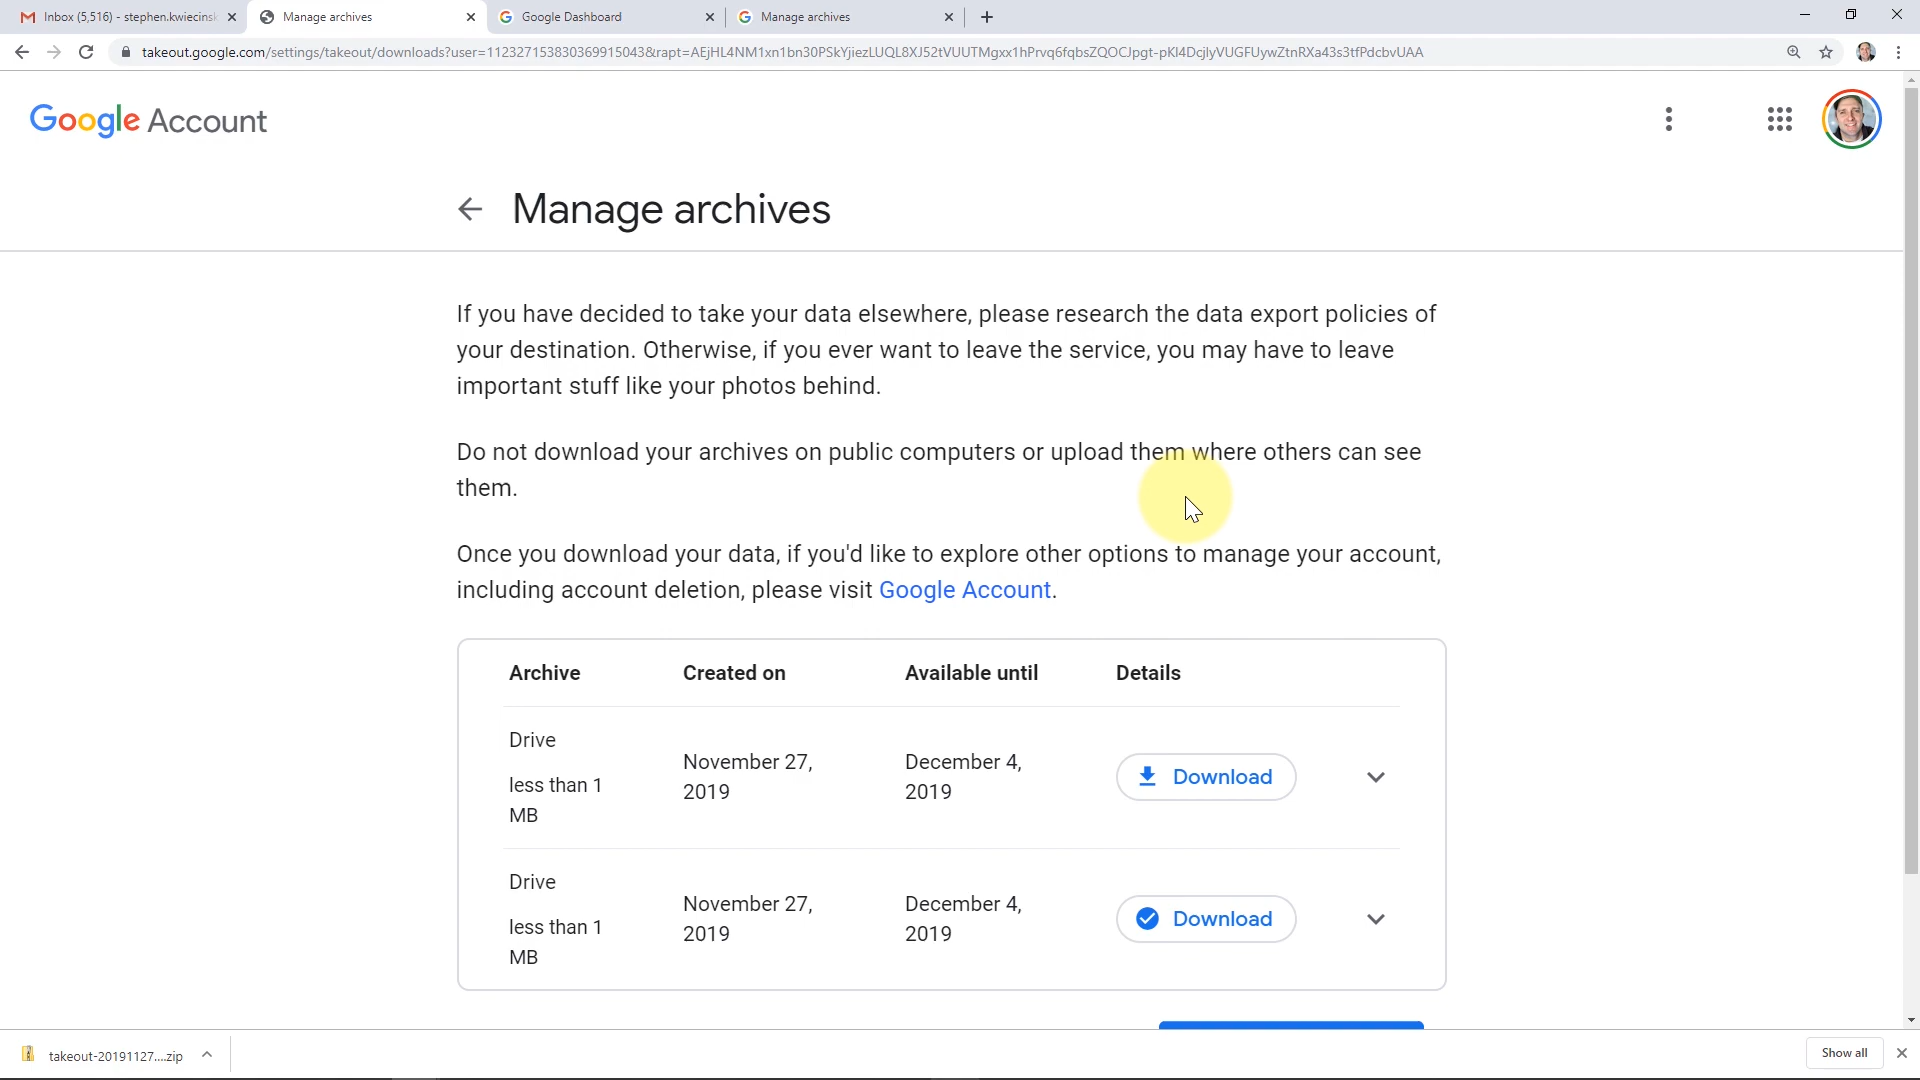 Inbox (5,516) - stephen.kwiecinsk
Manage archives
Google Dashboard
Manage archives
takeout.google.com/settings/takeout/downloads?user=112327153830369915043&rapt=AEjHL4NM1xn1bn30PSkYjiezLUQL8XJ52tVUUTMgxx1hPrvq6fqbsZQOCJpgt-pKl4DcjlyVUGFUywZtnRXa43s3tfPdcbvUAA
Google Account
Manage archives
If you have decided to take your data elsewhere, please research the data export policies of
your destination. Otherwise, if you ever want to leave the service, you may have to leave
important stuff like your photos behind.
Do not download your archives on public computers or upload them where others can see
them.
Once you download your data, if you'd like to explore other options to manage your account,
including account deletion, please visit Google Account.
Archive Created on Available until Details
Drive
less than 1
MB
November 27,
2019
December 4,
2019
Download
Drive
less than 1
MB
November 27,
2019
December 4,
2019
Download
takeout-20191127....zip
Show all